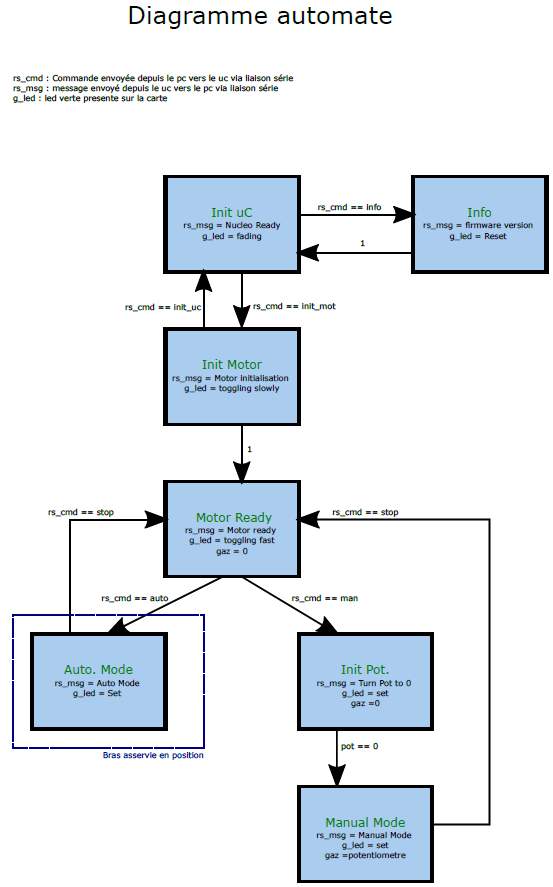 Diagramme automate
rs_cmd : Commande envoyée depuis le pc vers le uc via liaison série
rs_msg : message envoyé depuis le uc vers le pc via liaison série
g_led : led verte presente sur la carte
Init uC
rs_msg = Nucleo Ready
g_led = fading
rs_cmd == info
Info
rs_msg = firmware version
g_led = Reset
1
rs_cmd == init_uc
rs_cmd == init_mot
Init Motor
rs_msg = Motor initialisation
g_led = toggling slowly
1
rs_cmd == stop
Motor Ready
rs_msg = Motor ready
g_led = toggling fast
gaz = 0
rs_cmd == stop
rs_cmd == auto
rs_cmd == man
Auto. Mode
rs_msg = Auto Mode
g_led = Set
Init Pot.
rs_msg = Turn Pot to 0
g_led = set
gaz =0
Bras asservie en position
pot == 0
Manual Mode
rs_msg = Manual Mode
g_led = set
gaz =potentiometre